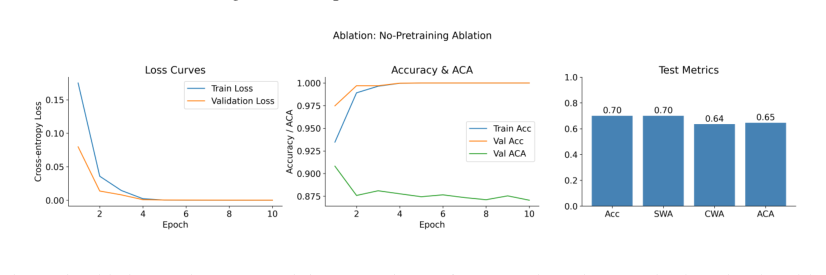 Ablation: No-Pretraining Ablation
Loss Curves
Cross-entropy Loss
0.15
0.10
0.05
0.00
Train Loss
Validation Loss
2 4 6 8 10
Epoch
Accuracy & ACA
Accuracy / ACA
1.000
0.975
0.950
0.925
0.900
0.875
Train Acc
Val Acc
Val ACA
2 4 6 8 10
Epoch
Test Metrics
1.0
0.8
0.6
0.4
0.2
0.0
0.70 0.70 0.64 0.65
Acc SWA CWA ACA